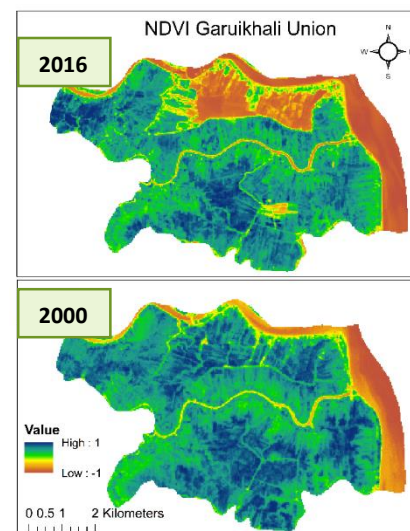 NDVI Garuikhali Union
2016
N
W
S
2000
Value
High : 1
Low : -1
0 0.5 1 2 Kilometers